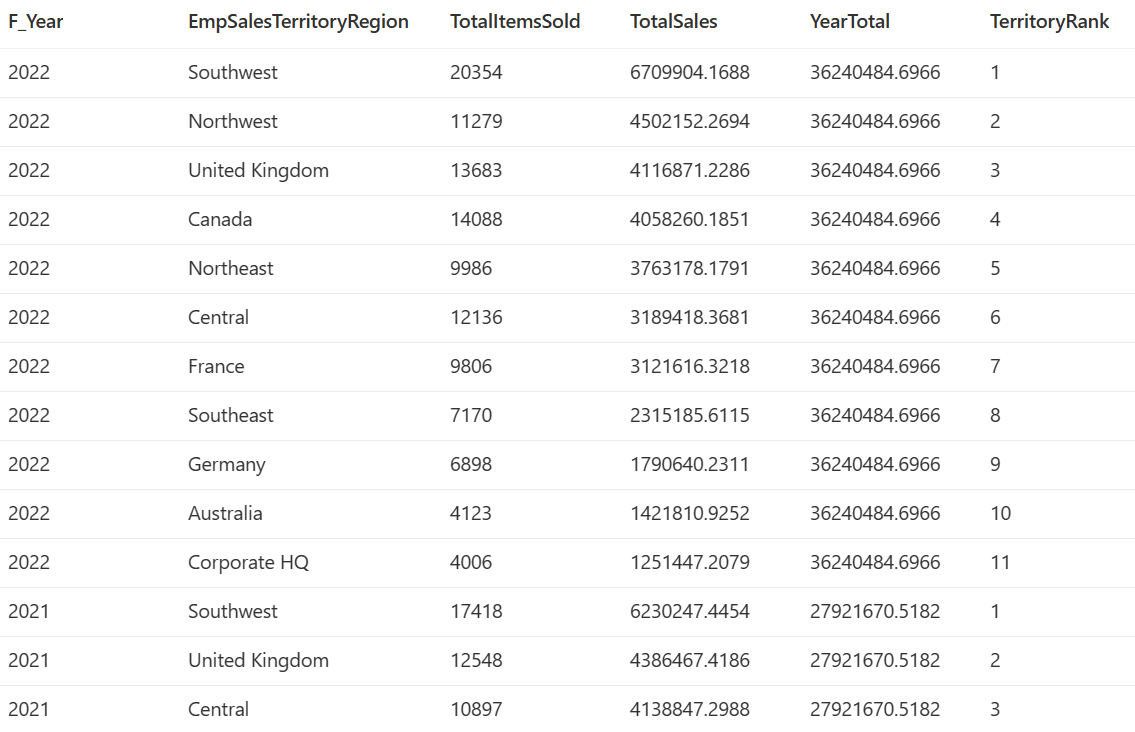 F_Year EmpSalesTerritoryRegion TotalItemsSold TotalSales YearTotal TerritoryRank
2022 Southwest 20354 6709904.1688 36240484.6966 1
2022 Northwest 11279 4502152.2694 36240484.6966 2
2022 United Kingdom 13683 4116871.2286 36240484.6966 3
2022 Canada 14088 4058260.1851 36240484.6966 4
2022 Northeast 9986 3763178.1791 36240484.6966 5
2022 Central 12136 3189418.3681 36240484.6966 6
2022 France 9806 3121616.3218 36240484.6966 7
2022 Southeast 7170 2315185.6115 36240484.6966 8
2022 Germany 6898 1790640.2311 36240484.6966 9
2022 Australia 4123 1421810.9252 36240484.6966 10
2022 Corporate HQ 4006 1251447.2079 36240484.6966 11
2021 Southwest 17418 6230247.4454 27921670.5182 1
2021 United Kingdom 12548 4386467.4186 27921670.5182 2
2021 Central 10897 4138847.2988 27921670.5182 3